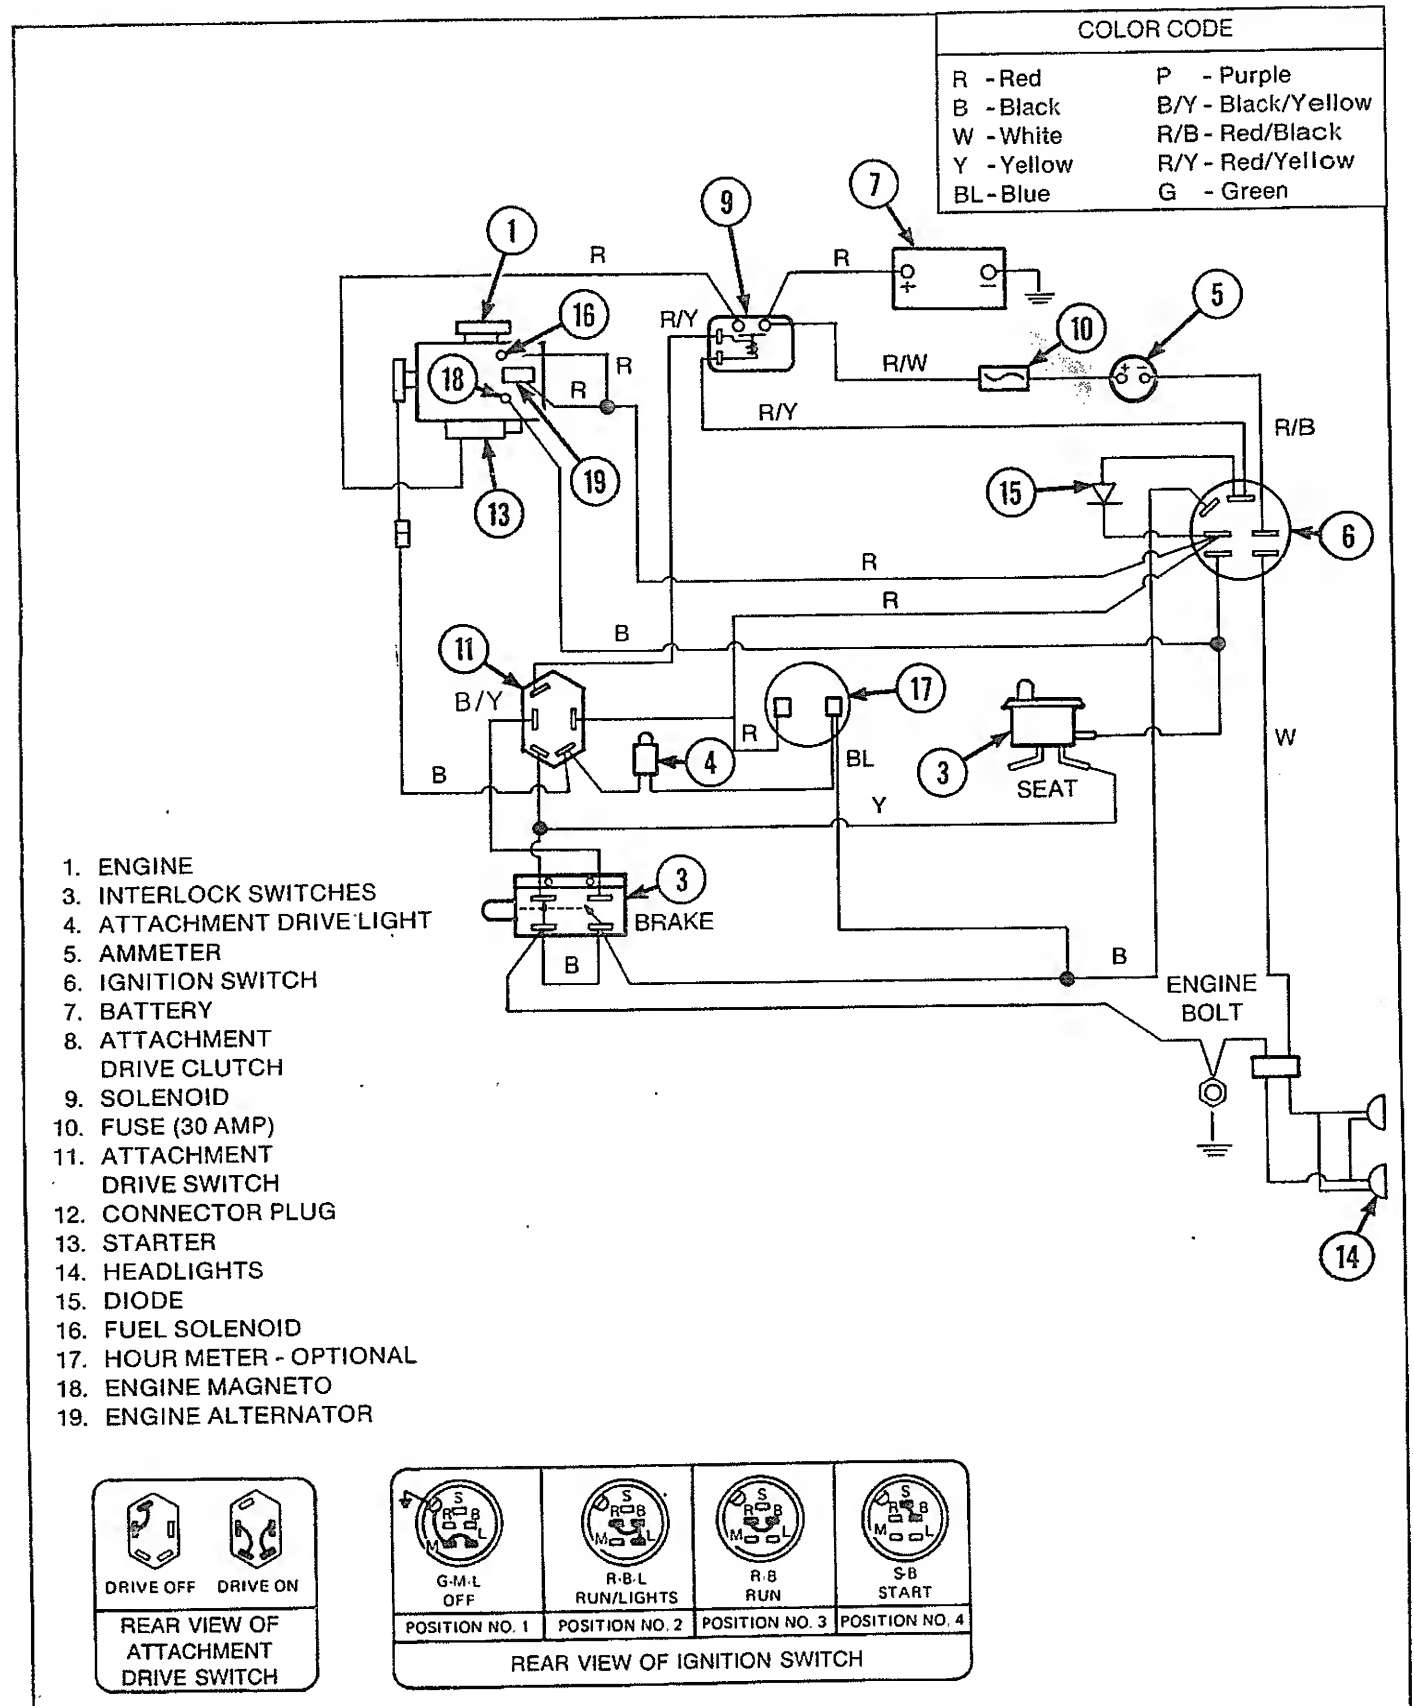 COLOR CODE
R - Red
P - Purple
B - Black
B/Y - Black/Yellow
W - White
R/B - Red/Black
Y - Yellow
R/Y - Red/Yellow
BL - Blue
G - Green
7
9
1
R
R
5
16
R/Y
10
18
R
R
R/W
R/Y
R/B
+
−
+ −
15
19
13
6
R
R
B
11
B/Y
17
R
4
BL
3
SEAT
W
B
Y
3
BRAKE
B
B
ENGINE
BOLT
14
1. ENGINE
3. INTERLOCK SWITCHES
4. ATTACHMENT DRIVE LIGHT
5. AMMETER
6. IGNITION SWITCH
7. BATTERY
8. ATTACHMENT
DRIVE CLUTCH
9. SOLENOID
10. FUSE (30 AMP)
11. ATTACHMENT
DRIVE SWITCH
12. CONNECTOR PLUG
13. STARTER
14. HEADLIGHTS
15. DIODE
16. FUEL SOLENOID
17. HOUR METER - OPTIONAL
18. ENGINE MAGNETO
19. ENGINE ALTERNATOR
DRIVE OFF
DRIVE ON
REAR VIEW OF
ATTACHMENT
DRIVE SWITCH
S
R B
M L
G-M-L
OFF
POSITION NO. 1
S
R B
M L
R-B-L
RUN/LIGHTS
POSITION NO. 2
S
R B
M L
R-B
RUN
POSITION NO. 3
S
R B
M L
S-B
START
POSITION NO. 4
REAR VIEW OF IGNITION SWITCH